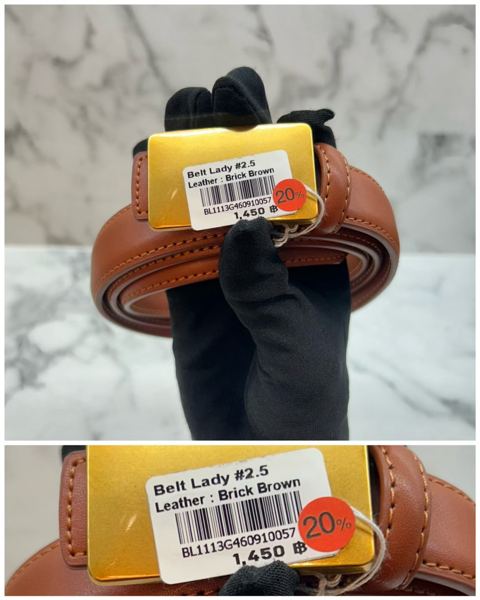 Belt Lady #2.5
Leather : Brick Brown
20%
BL1113G460910057
1,450 ฿
Belt Lady #2.5
Leather : Brick Brown
20%
BL1113G460910057
1,450 ฿